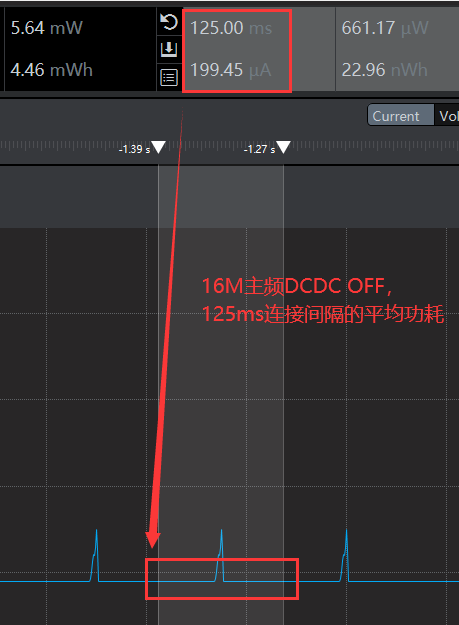 5.64 mW
125.00 ms
661.17 μW
4.46 mWh
199.45 μA
22.96 nWh
Current
Vol
-1.39 s
-1.27 s
16M主频DCDC OFF,
125ms连接间隔的平均功耗